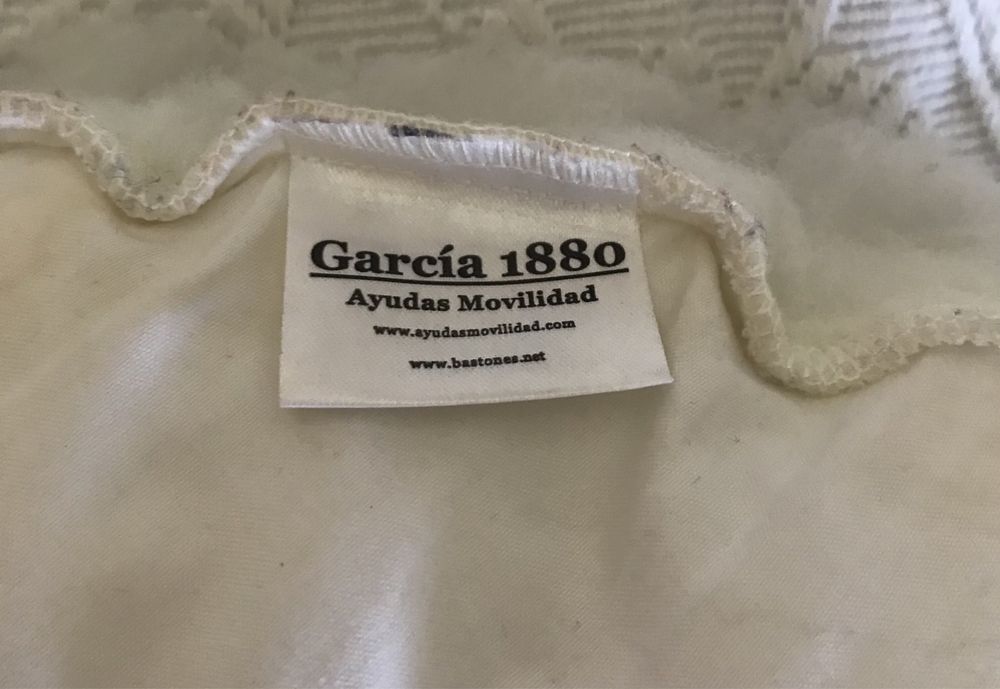 García 1880
Ayudas Movilidad
www.ayudasmovilidad.com
www.bastones.net